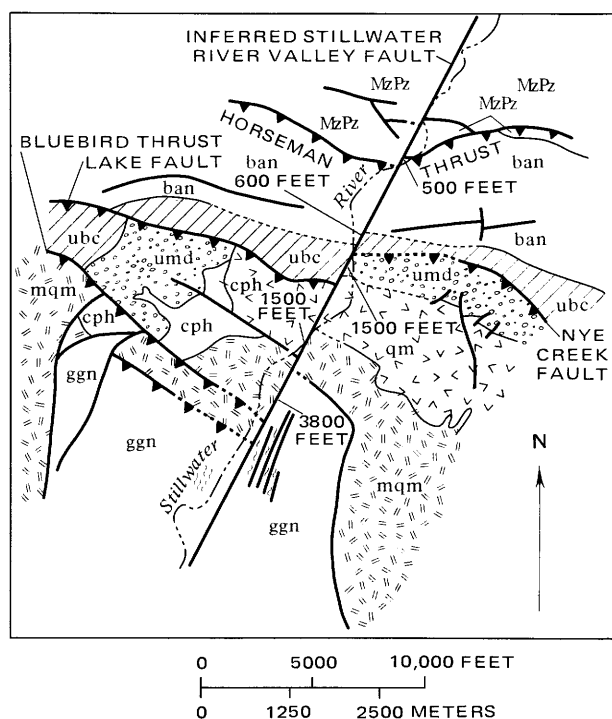 INFERRED STILLWATER
RIVER VALLEY FAULT
MzPz
MzPz
MzPz
MzPz
HORSEMAN
THRUST
BLUEBIRD THRUST
LAKE FAULT
ban
ban
River
600 FEET
500 FEET
ban
ban
ubc
umd
ubc
umd
ubc
mqm
cph
1500
FEET
1500 FEET
cph
cph
qm
NYE
CREEK
FAULT
ggn
3800
FEET
ggn
Stillwater
mqm
ggn
N
0 5000 10,000 FEET
0 1250 2500 METERS